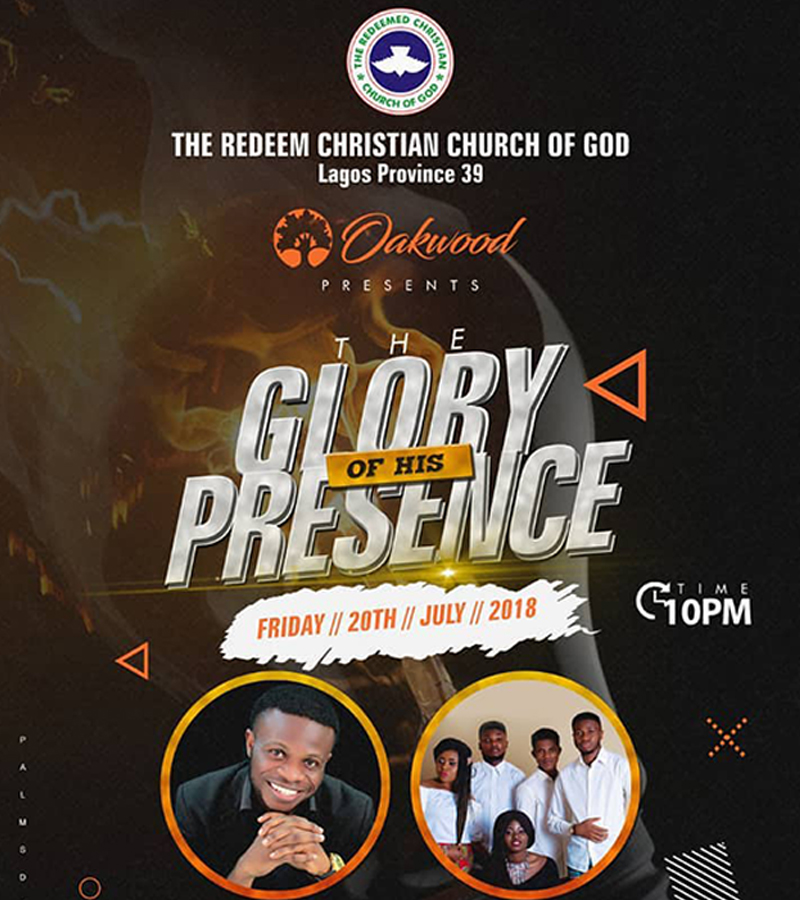 THE REDEEMED CHRISTIAN
CHURCH OF GOD
THE REDEEM CHRISTIAN CHURCH OF GOD
Lagos Province 39
Oakwood
PRESENTS
THE
GLORY
OF HIS
PRESENCE
FRIDAY // 20TH // JULY // 2018
TIME
10PM
PALMSD